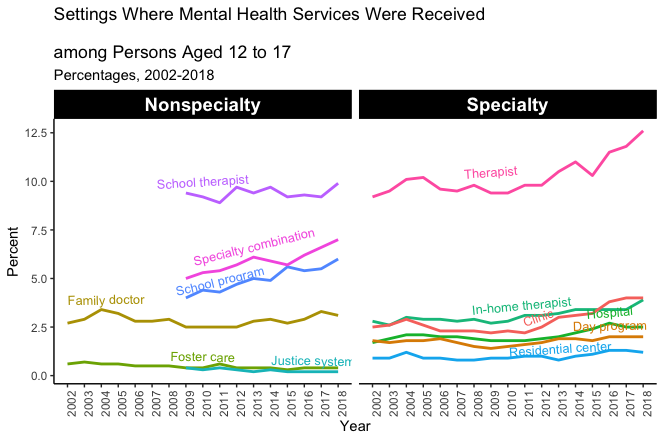 Settings Where Mental Health Services Were Received
among Persons Aged 12 to 17
Percentages, 2002-2018
Nonspecialty
Specialty
12.5
10.0
7.5
5.0
2.5
0.0
Percent
School therapist
Specialty combination
School program
Family doctor
Foster care
Justice system
Therapist
In-home therapist
Clinic
Hospital
Day program
Residential center
2002 2003 2004 2005 2006 2007 2008 2009 2010 2011 2012 2013 2014 2015 2016 2017 2018
2002 2003 2004 2005 2006 2007 2008 2009 2010 2011 2012 2013 2014 2015 2016 2017 2018
Year